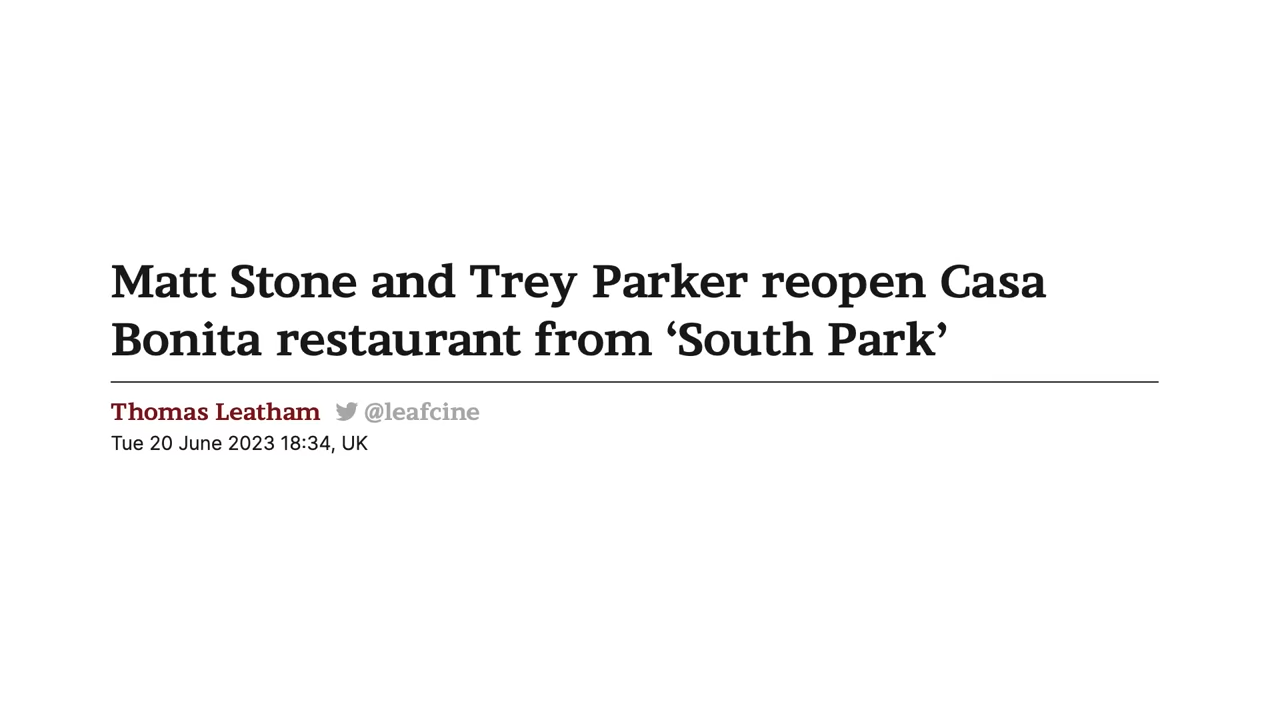 Matt Stone and Trey Parker reopen Casa
Bonita restaurant from ‘South Park’
Thomas Leatham @leafcine
Tue 20 June 2023 18:34, UK